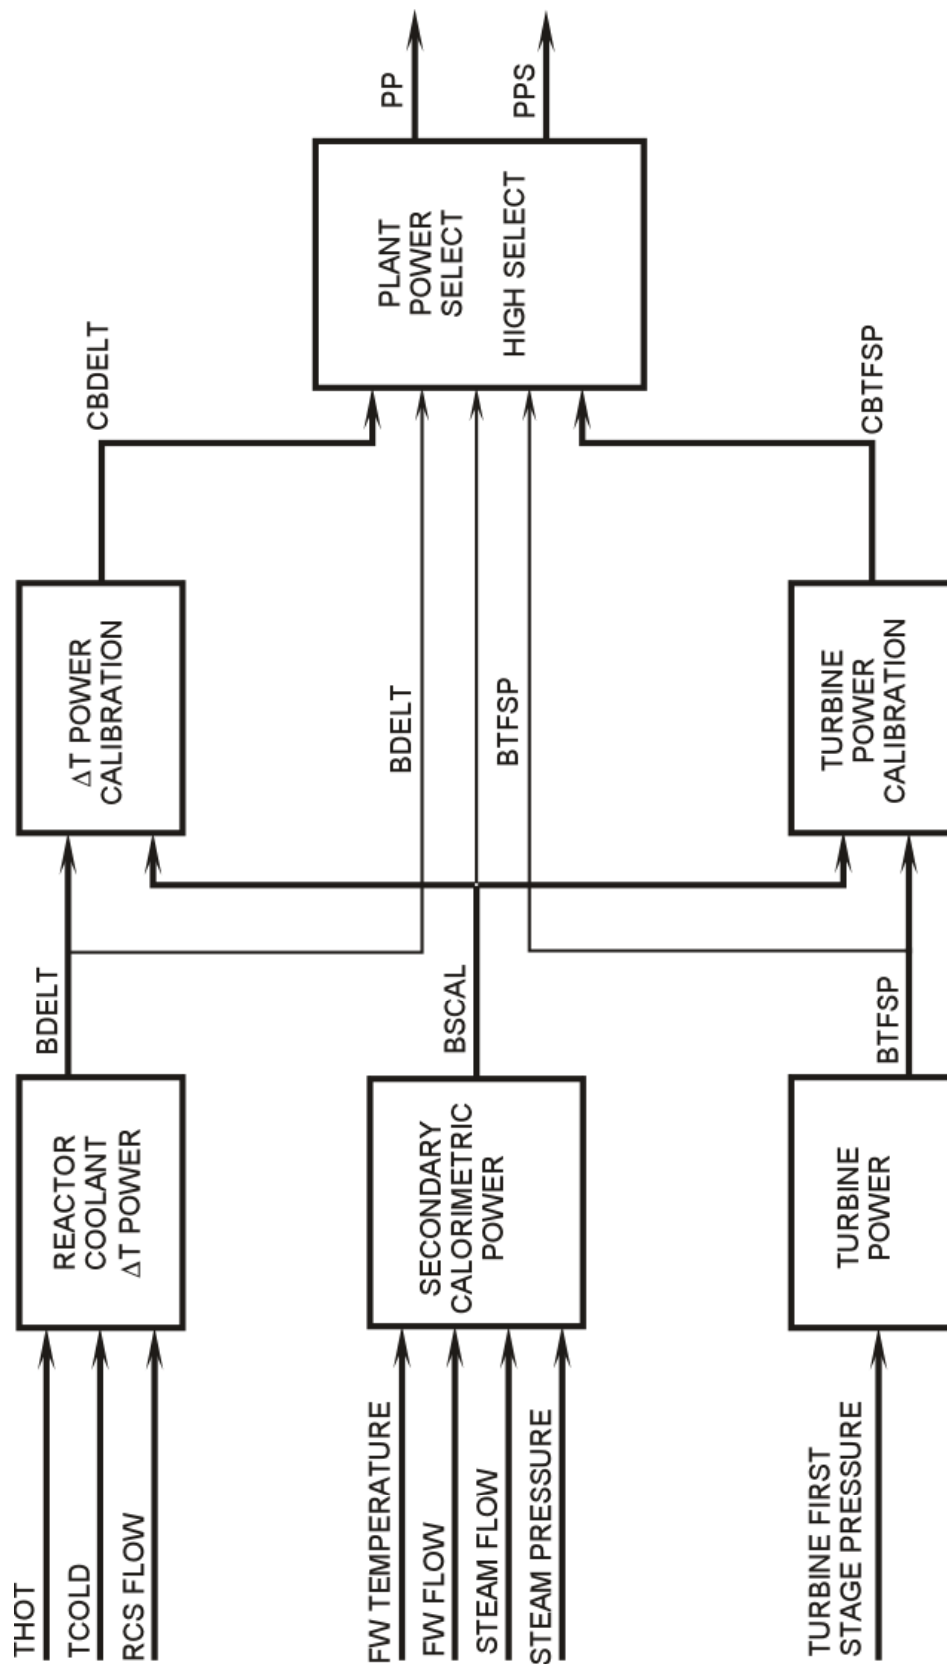 THOT
TCOLD
RCS FLOW
REACTOR
COOLANT
ΔT POWER
BDELT
ΔT POWER
CALIBRATION
CBDELT
FW TEMPERATURE
FW FLOW
STEAM FLOW
STEAM PRESSURE
SECONDARY
CALORIMETRIC
POWER
BSCAL
BDELT
BTFSP
PLANT
POWER
SELECT
HIGH SELECT
PP
PPS
TURBINE FIRST
STAGE PRESSURE
TURBINE
POWER
BTFSP
TURBINE
POWER
CALIBRATION
CBTFSP